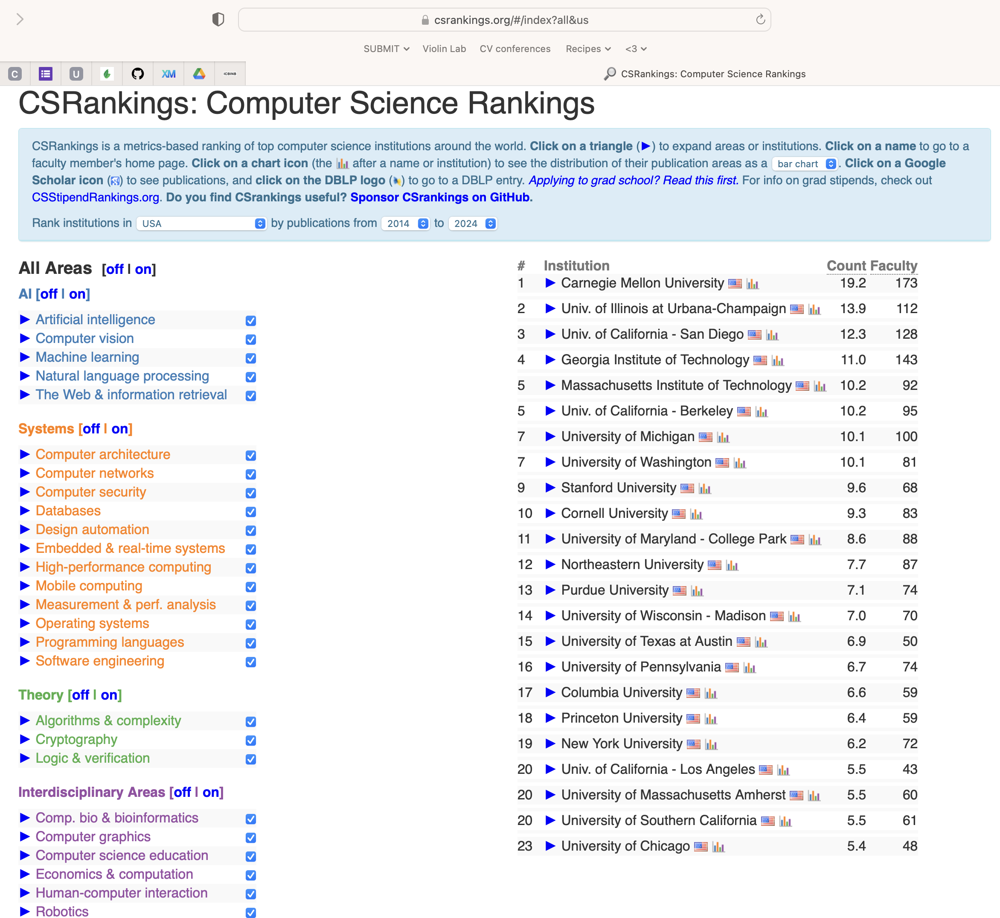 csrankings.org/#/index?all&us
SUBMIT Violin Lab CV conferences Recipes <3
C U XM ICBINB CSRankings: Computer Science Rankings
CSRankings: Computer Science Rankings
CSRankings is a metrics-based ranking of top computer science institutions around the world. Click on a triangle (▶) to expand areas or institutions. Click on a name to go to a
faculty member's home page. Click on a chart icon (the 📊 after a name or institution) to see the distribution of their publication areas as a bar chart . Click on a Google
Scholar icon () to see publications, and click on the DBLP logo () to go to a DBLP entry. Applying to grad school? Read this first. For info on grad stipends, check out
CSStipendRankings.org. Do you find CSrankings useful? Sponsor CSrankings on GitHub.
Rank institutions in USA by publications from 2014 to 2024
All Areas [off | on]
AI [off | on]
▶ Artificial intelligence
▶ Computer vision
▶ Machine learning
▶ Natural language processing
▶ The Web & information retrieval
Systems [off | on]
▶ Computer architecture
▶ Computer networks
▶ Computer security
▶ Databases
▶ Design automation
▶ Embedded & real-time systems
▶ High-performance computing
▶ Mobile computing
▶ Measurement & perf. analysis
▶ Operating systems
▶ Programming languages
▶ Software engineering
Theory [off | on]
▶ Algorithms & complexity
▶ Cryptography
▶ Logic & verification
Interdisciplinary Areas [off | on]
▶ Comp. bio & bioinformatics
▶ Computer graphics
▶ Computer science education
▶ Economics & computation
▶ Human-computer interaction
▶ Robotics
# Institution Count Faculty
1 ▶ Carnegie Mellon University 19.2 173
2 ▶ Univ. of Illinois at Urbana-Champaign 13.9 112
3 ▶ Univ. of California - San Diego 12.3 128
4 ▶ Georgia Institute of Technology 11.0 143
5 ▶ Massachusetts Institute of Technology 10.2 92
5 ▶ Univ. of California - Berkeley 10.2 95
7 ▶ University of Michigan 10.1 100
7 ▶ University of Washington 10.1 81
9 ▶ Stanford University 9.6 68
10 ▶ Cornell University 9.3 83
11 ▶ University of Maryland - College Park 8.6 88
12 ▶ Northeastern University 7.7 87
13 ▶ Purdue University 7.1 74
14 ▶ University of Wisconsin - Madison 7.0 70
15 ▶ University of Texas at Austin 6.9 50
16 ▶ University of Pennsylvania 6.7 74
17 ▶ Columbia University 6.6 59
18 ▶ Princeton University 6.4 59
19 ▶ New York University 6.2 72
20 ▶ Univ. of California - Los Angeles 5.5 43
20 ▶ University of Massachusetts Amherst 5.5 60
20 ▶ University of Southern California 5.5 61
23 ▶ University of Chicago 5.4 48